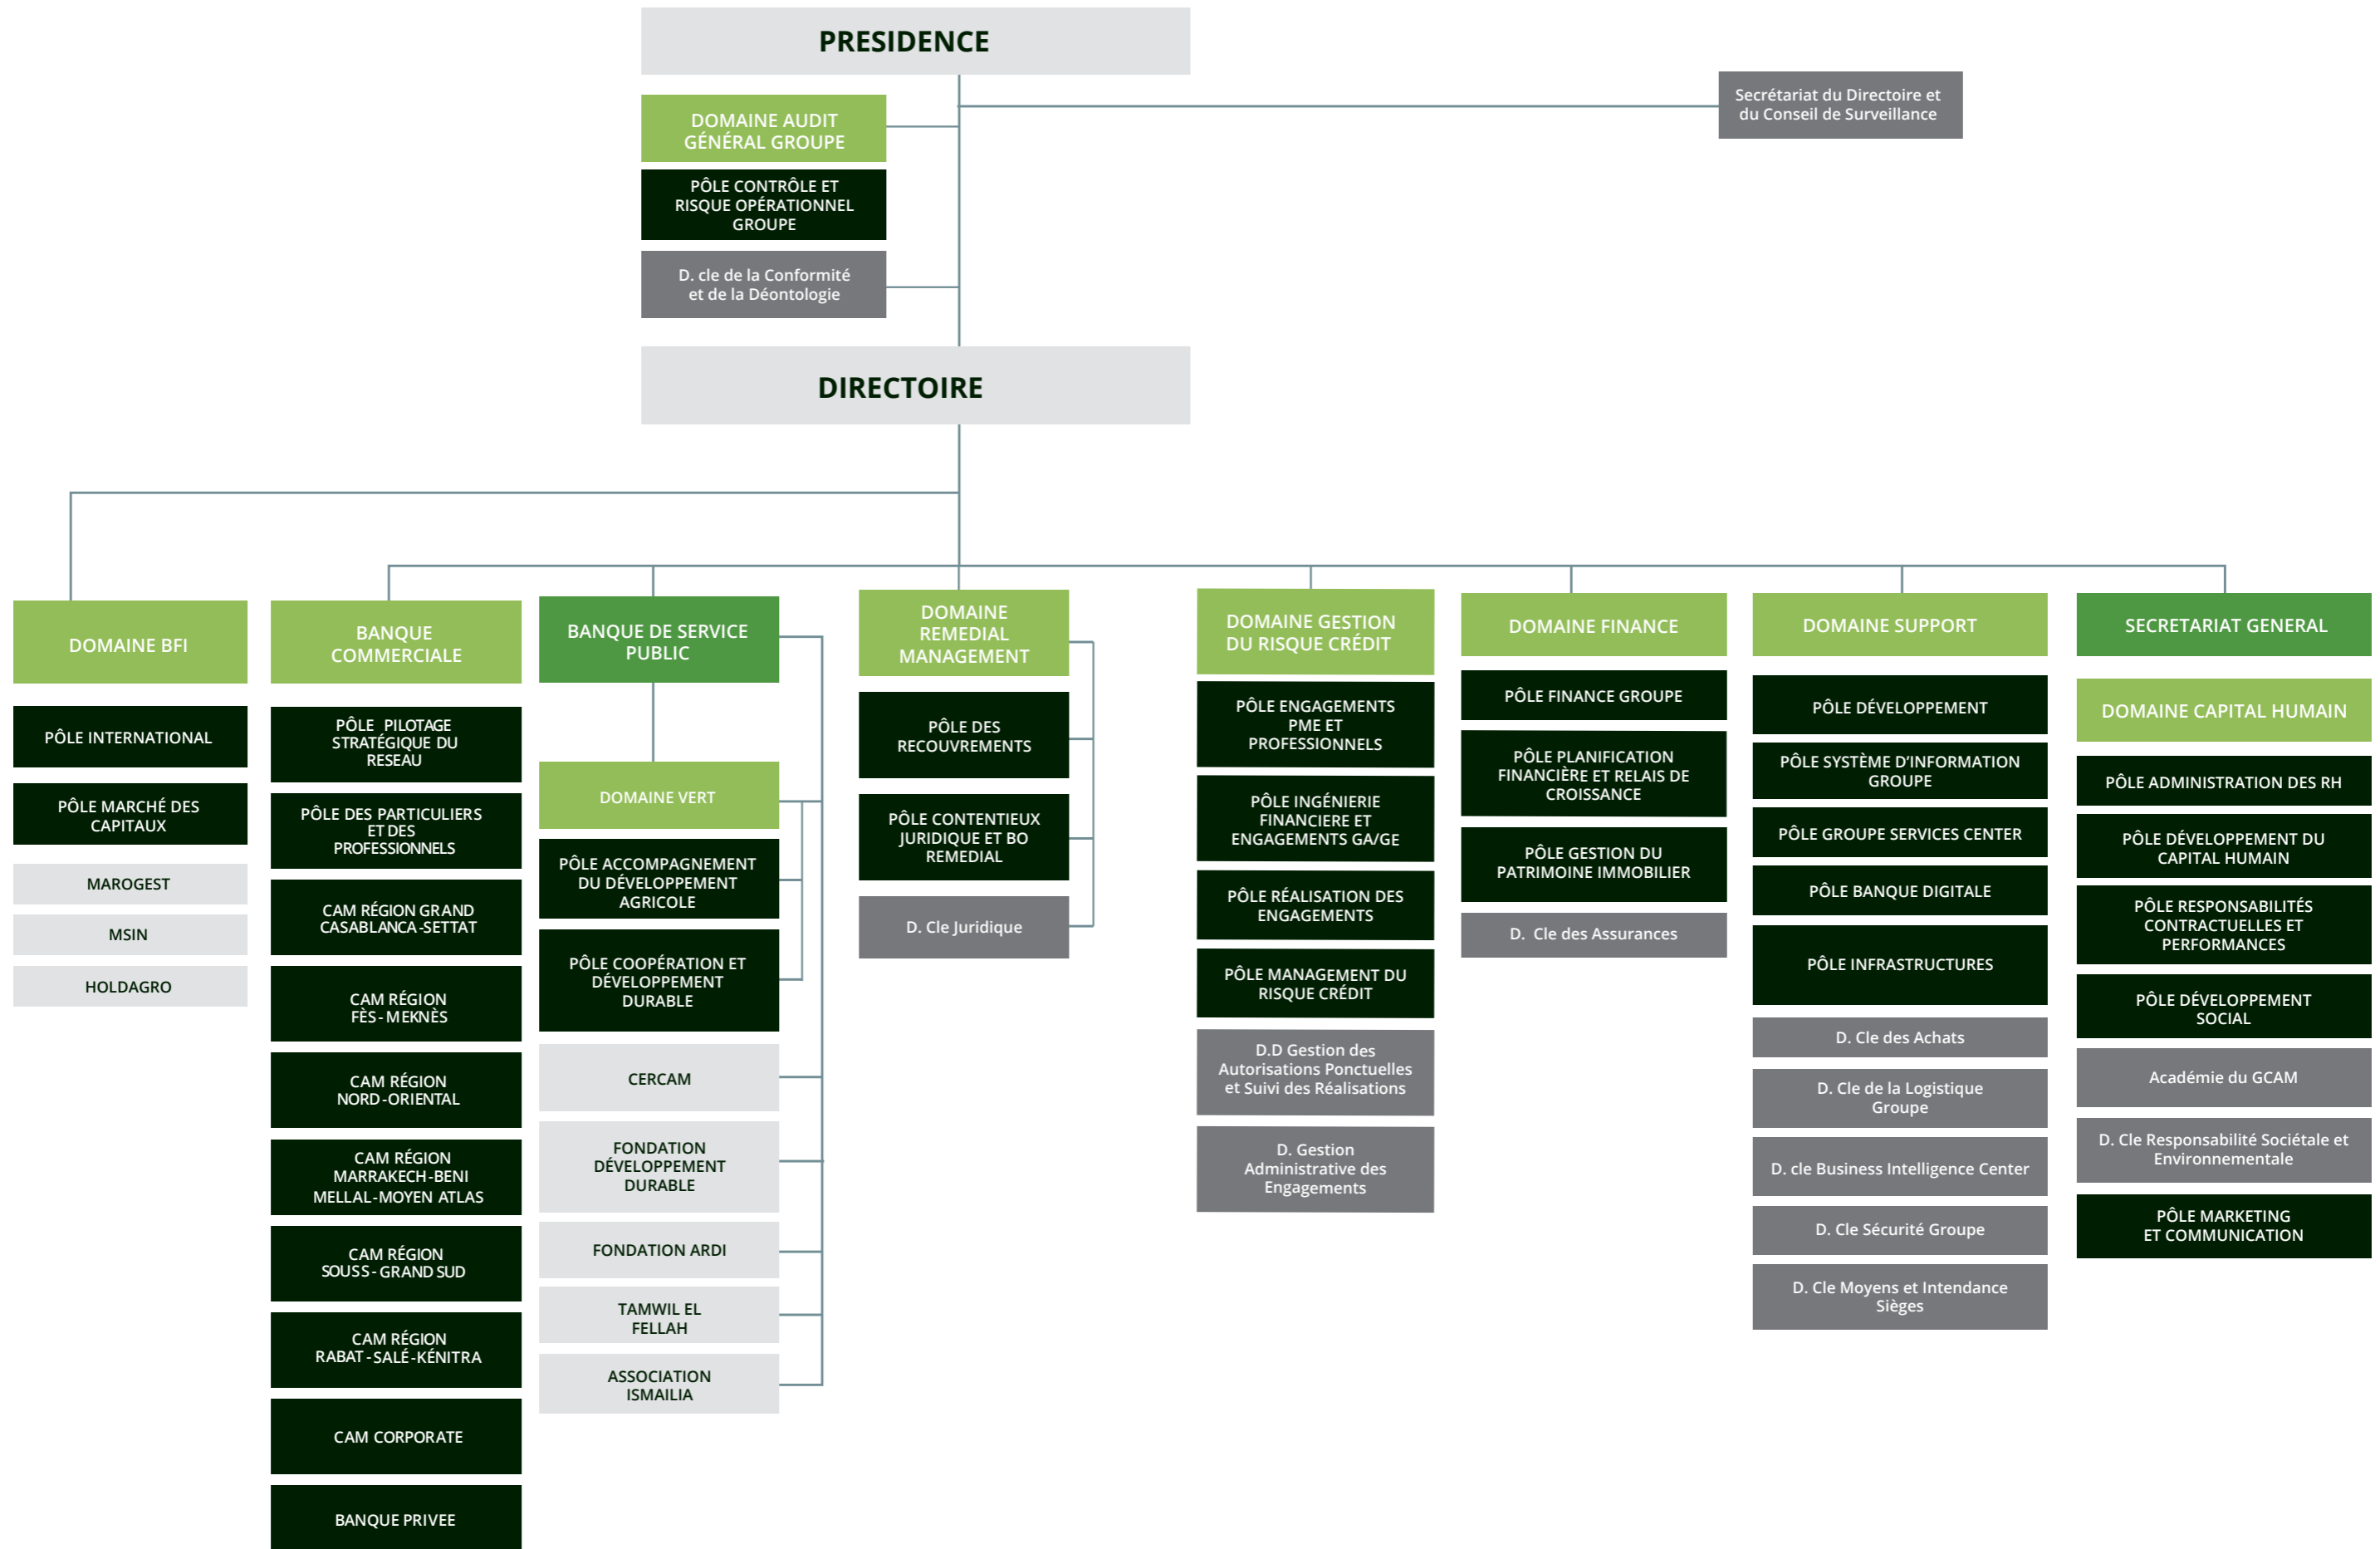 PRESIDENCE
Secrétariat du Directoire et
du Conseil de Surveillance
DOMAINE AUDIT
GÉNÉRAL GROUPE
PÔLE CONTRÔLE ET
RISQUE OPÉRATIONNEL
GROUPE
D. cle de la Conformité
et de la Déontologie
DIRECTOIRE
DOMAINE BFI
PÔLE INTERNATIONAL
PÔLE MARCHÉ DES
CAPITAUX
MAROGEST
MSIN
HOLDAGRO
BANQUE
COMMERCIALE
PÔLE PILOTAGE
STRATÉGIQUE DU
RESEAU
PÔLE DES PARTICULIERS
ET DES
PROFESSIONNELS
CAM RÉGION GRAND
CASABLANCA-SETTAT
CAM RÉGION
FÈS - MEKNÈS
CAM RÉGION
NORD-ORIENTAL
CAM RÉGION
MARRAKECH-BENI
MELLAL-MOYEN ATLAS
CAM RÉGION
SOUSS - GRAND SUD
CAM RÉGION
RABAT - SALÉ - KÉNITRA
CAM CORPORATE
BANQUE PRIVEE
BANQUE DE SERVICE
PUBLIC
DOMAINE VERT
PÔLE ACCOMPAGNEMENT
DU DÉVELOPPEMENT
AGRICOLE
PÔLE COOPÉRATION ET
DÉVELOPPEMENT
DURABLE
CERCAM
FONDATION
DÉVELOPPEMENT
DURABLE
FONDATION ARDI
TAMWIL EL
FELLAH
ASSOCIATION
ISMAILIA
DOMAINE
REMEDIAL
MANAGEMENT
PÔLE DES
RECOUVREMENTS
PÔLE CONTENTIEUX
JURIDIQUE ET BO
REMEDIAL
D. Cle Juridique
DOMAINE GESTION
DU RISQUE CRÉDIT
PÔLE ENGAGEMENTS
PME ET
PROFESSIONNELS
PÔLE INGÉNIERIE
FINANCIERE ET
ENGAGEMENTS GA/GE
PÔLE RÉALISATION DES
ENGAGEMENTS
PÔLE MANAGEMENT DU
RISQUE CRÉDIT
D.D Gestion des
Autorisations Ponctuelles
et Suivi des Réalisations
D. Gestion
Administrative des
Engagements
DOMAINE FINANCE
PÔLE FINANCE GROUPE
PÔLE PLANIFICATION
FINANCIÈRE ET RELAIS DE
CROISSANCE
PÔLE GESTION DU
PATRIMOINE IMMOBILIER
D. Cle des Assurances
DOMAINE SUPPORT
PÔLE DÉVELOPPEMENT
PÔLE SYSTÈME D'INFORMATION
GROUPE
PÔLE GROUPE SERVICES CENTER
PÔLE BANQUE DIGITALE
PÔLE INFRASTRUCTURES
D. Cle des Achats
D. Cle de la Logistique
Groupe
D. cle Business Intelligence Center
D. Cle Sécurité Groupe
D. Cle Moyens et Intendance
Sièges
SECRETARIAT GENERAL
DOMAINE CAPITAL HUMAIN
PÔLE ADMINISTRATION DES RH
PÔLE DÉVELOPPEMENT DU
CAPITAL HUMAIN
PÔLE RESPONSABILITÉS
CONTRACTUELLES ET
PERFORMANCES
PÔLE DÉVELOPPEMENT
SOCIAL
Académie du GCAM
D. Cle Responsabilité Sociétale et
Environnementale
PÔLE MARKETING
ET COMMUNICATION